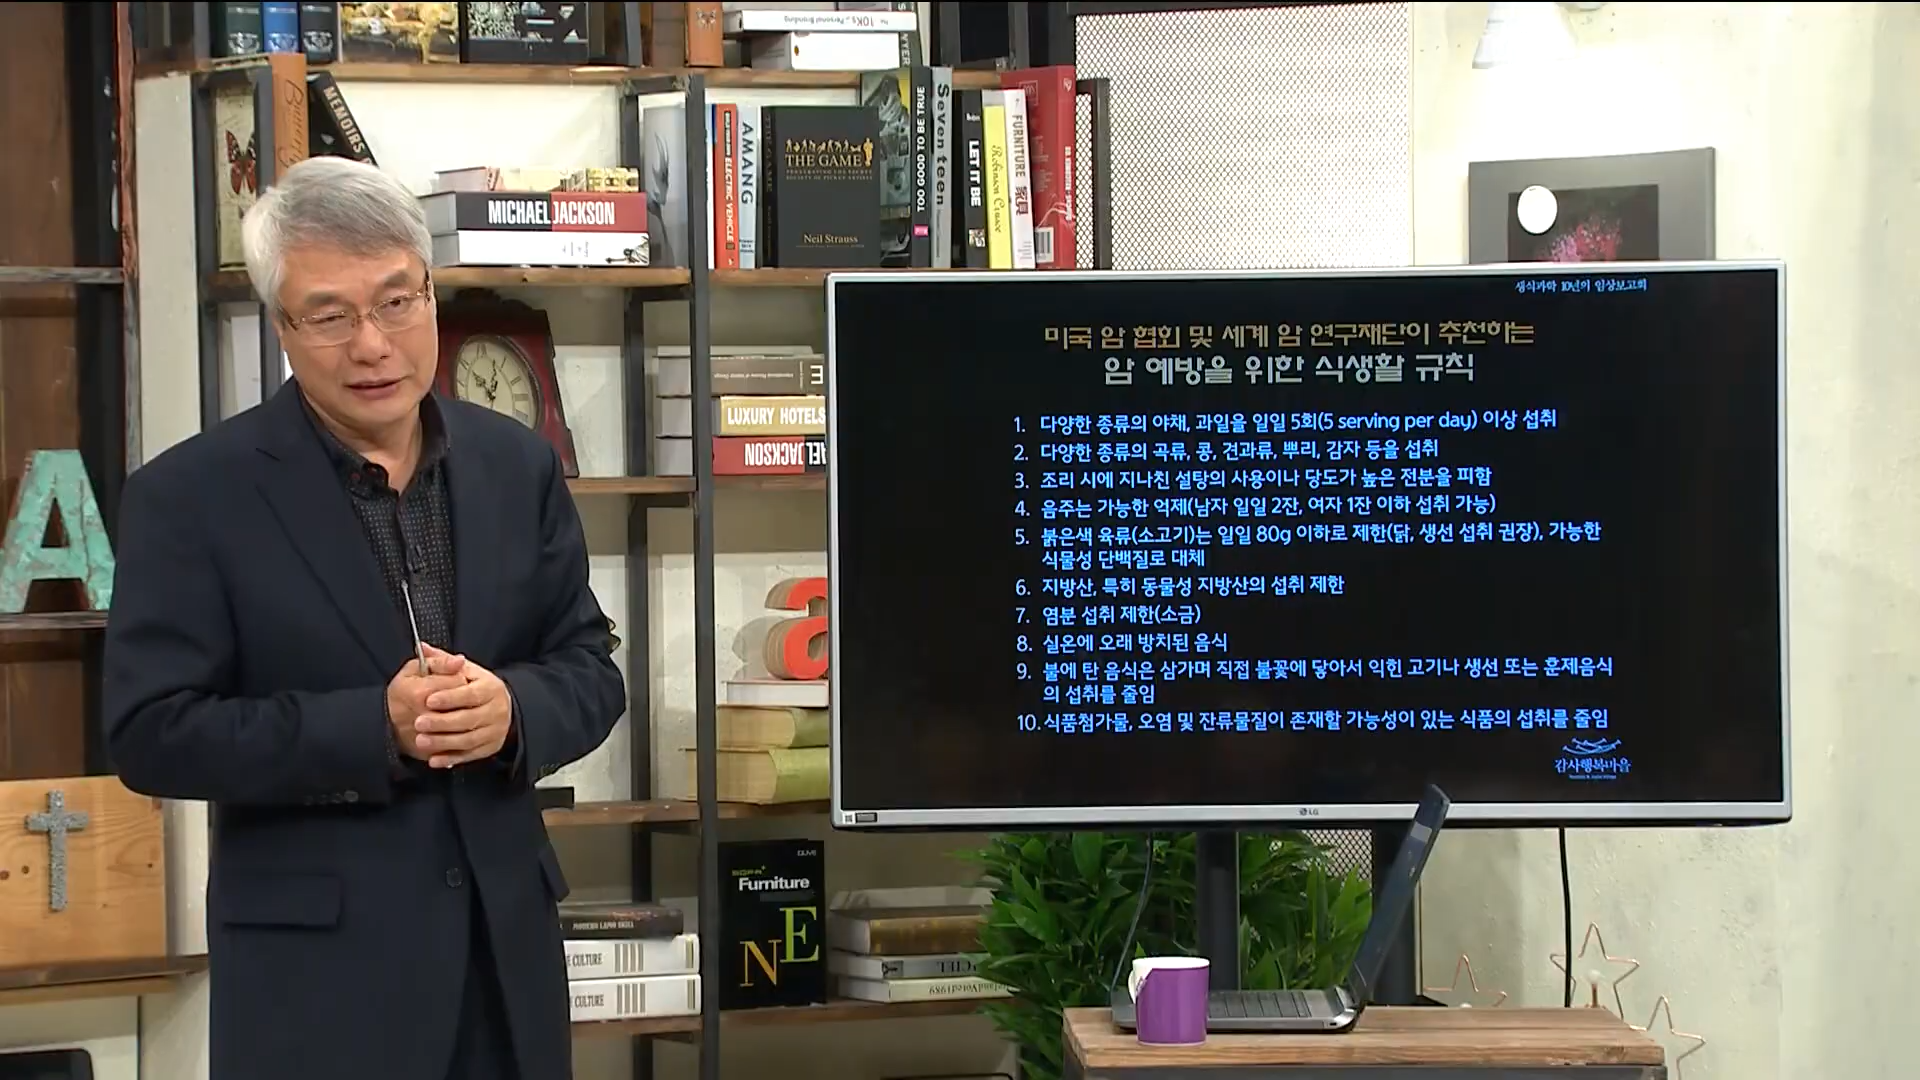 10Ks of Personal Branding
MEMOIRS
MICHAEL JACKSON
ELECTRIC VEHICLE
AMANG
THE GAME
PENETRATING THE SECRET
SOCIETY OF PICKUP ARTISTS
Neil Strauss
TOO GOOD TO BE TRUE
Seven teen
LET IT BE
Robinson Crusoe
FURNITURE
LUXURY HOTELS
JACKSON
A
a
생식과학 10년의 임상보고회
미국 암 협회 및 세계 암 연구재단이 추천하는
암 예방을 위한 식생활 규칙
1. 다양한 종류의 야채, 과일을 일일 5회(5 serving per day) 이상 섭취
2. 다양한 종류의 곡류, 콩, 견과류, 뿌리, 감자 등을 섭취
3. 조리 시에 지나친 설탕의 사용이나 당도가 높은 전분을 피함
4. 음주는 가능한 억제(남자 일일 2잔, 여자 1잔 이하 섭취 가능)
5. 붉은색 육류(소고기)는 일일 80g 이하로 제한(닭, 생선 섭취 권장), 가능한
식물성 단백질로 대체
6. 지방산, 특히 동물성 지방산의 섭취 제한
7. 염분 섭취 제한(소금)
8. 실온에 오래 방치된 음식
9. 불에 탄 음식은 삼가며 직접 불꽃에 닿아서 익힌 고기나 생선 또는 훈제음식
의 섭취를 줄임
10. 식품첨가물, 오염 및 잔류물질이 존재할 가능성이 있는 식품의 섭취를 줄임
감사행복마을
LG
Furniture
NE
CULTURE
CULTURE